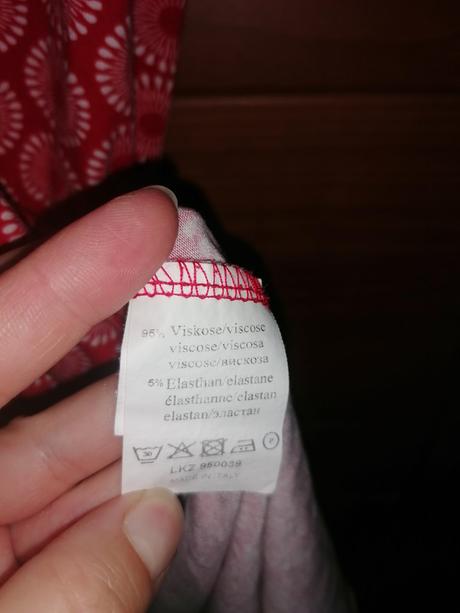 95% Viskose/viscose
viscose/viscosa
viscose/вискоза
5% Elasthan/elastane
élasthanne/elastan
elastan/эластан
30 P
LKZ 950039
MADE IN ITALY